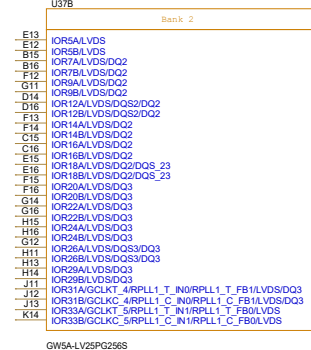 U37B
Bank 2
E13 IOR5A/LVDS
E12 IOR5B/LVDS
B15 IOR7A/LVDS/DQ2
B16 IOR7B/LVDS/DQ2
F12 IOR9A/LVDS/DQ2
G11 IOR9B/LVDS/DQ2
D14 IOR12A/LVDS/DQS2/DQ2
D16 IOR12B/LVDS/DQS2/DQ2
F13 IOR14A/LVDS/DQ2
F14 IOR14B/LVDS/DQ2
C15 IOR16A/LVDS/DQ2
C16 IOR16B/LVDS/DQ2
E15 IOR18A/LVDS/DQ2/DQS_23
E16 IOR18B/LVDS/DQ2/DQS_23
F15 IOR20A/LVDS/DQ3
F16 IOR20B/LVDS/DQ3
G14 IOR22A/LVDS/DQ3
G16 IOR22B/LVDS/DQ3
H15 IOR24A/LVDS/DQ3
H16 IOR24B/LVDS/DQ3
G12 IOR26A/LVDS/DQS3/DQ3
H11 IOR26B/LVDS/DQS3/DQ3
H13 IOR29A/LVDS/DQ3
H14 IOR29B/LVDS/DQ3
J11 IOR31A/GCLKT_4/RPLL1_T_IN0/RPLL1_T_FB1/LVDS/DQ3
J12 IOR31B/GCLKC_4/RPLL1_C_IN0/RPLL1_C_FB1/LVDS/DQ3
J13 IOR33A/GCLKT_5/RPLL1_T_IN1/RPLL1_T_FB0/LVDS
K14 IOR33B/GCLKC_5/RPLL1_C_IN1/RPLL1_C_FB0/LVDS
GW5A-LV25PG256S